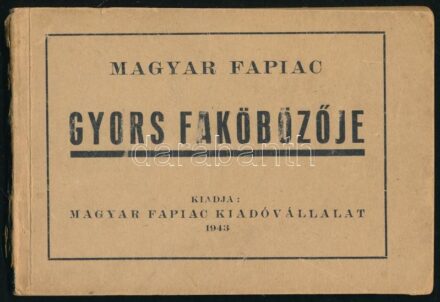 MAGYAR FAPIAC
GYORS FAKÖBÖZŐJE
darabanth
KIADJA:
MAGYAR FAPIAC KIADÓVÁLLALAT
1943